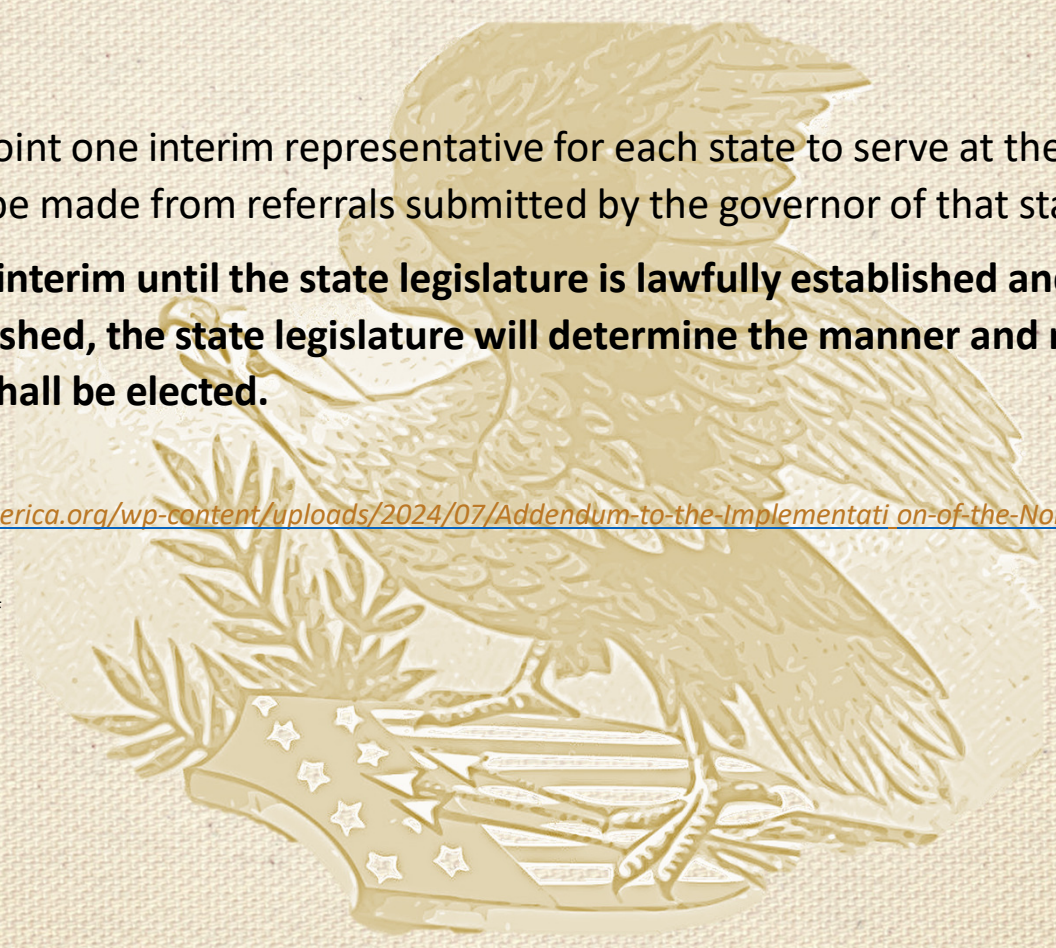 oint one interim representative for each state to serve at the
be made from referrals submitted by the governor of that sta
interim until the state legislature is lawfully established an
shed, the state legislature will determine the manner and
hall be elected.
erica.org/wp-content/uploads/2024/07/Addendum-to-the-Implementati on-of-the-No